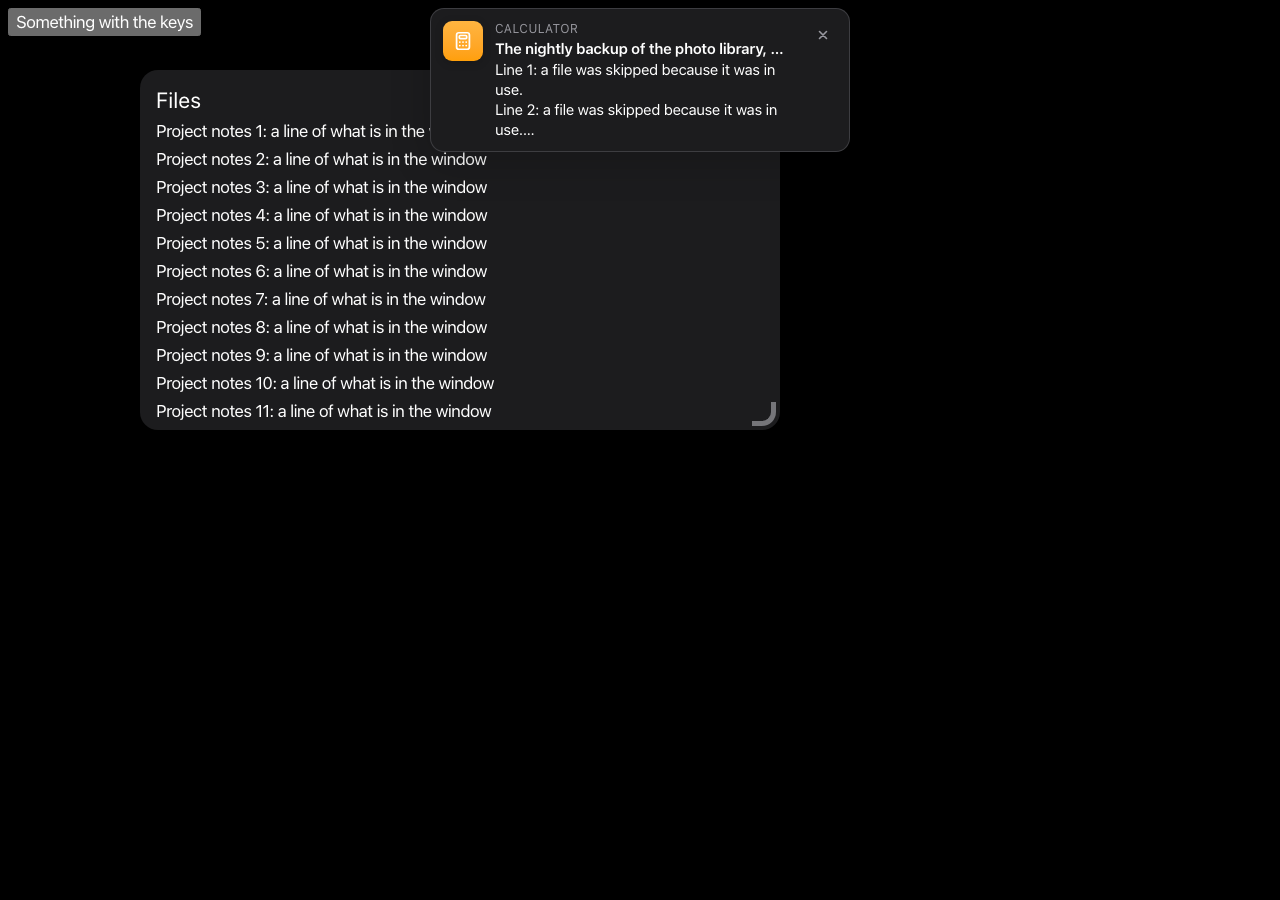 Something with the keys
CALCULATOR
The nightly backup of the photo library, ...
Line 1: a file was skipped because it was in
use.
Line 2: a file was skipped because it was in
use....
Files
Project notes 1: a line of what is in the
Project notes 2: a line of what is in the window
Project notes 3: a line of what is in the window
Project notes 4: a line of what is in the window
Project notes 5: a line of what is in the window
Project notes 6: a line of what is in the window
Project notes 7: a line of what is in the window
Project notes 8: a line of what is in the window
Project notes 9: a line of what is in the window
Project notes 10: a line of what is in the window
Project notes 11: a line of what is in the window